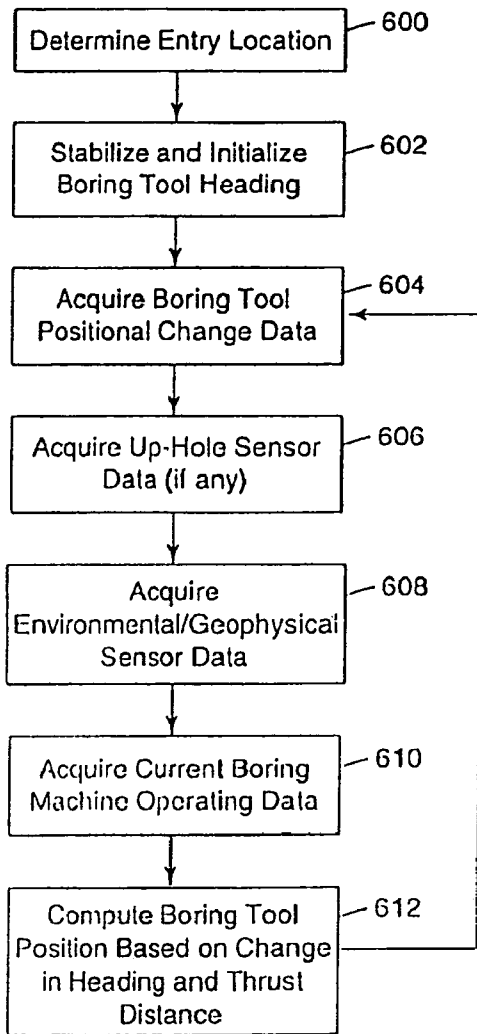 Determine Entry Location
600
Stabilize and Initialize
Boring Tool Heading
602
Acquire Boring Tool
Positional Change Data
604
Acquire Up-Hole Sensor
Data (if any)
606
Acquire
Environmental/Geophysical
Sensor Data
608
Acquire Current Boring
Machine Operating Data
610
Compute Boring Tool
Position Based on Change
in Heading and Thrust
Distance
612